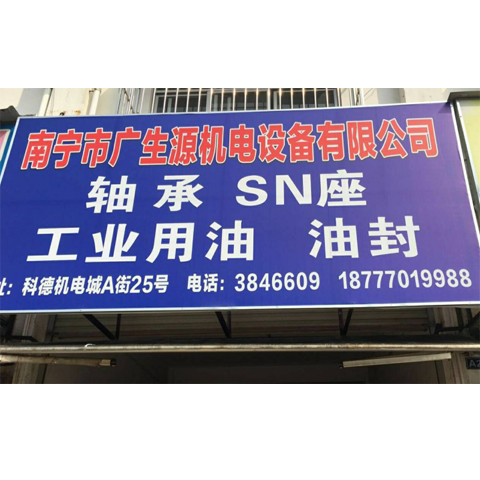 南宁市广生源机电设备有限公司
轴承 SN座
工业用油 油封
址：科德机电城A街25号 电话：3846609 18777019988